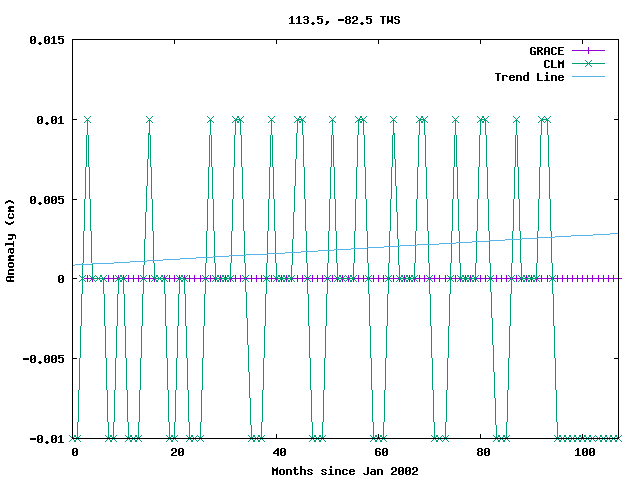 113.5, -82.5 TWS
0.015
0.01
0.005
0
-0.005
-0.01
Anomaly (cm)
GRACE
CLM
Trend Line
0 20 40 60 80 100
Months since Jan 2002